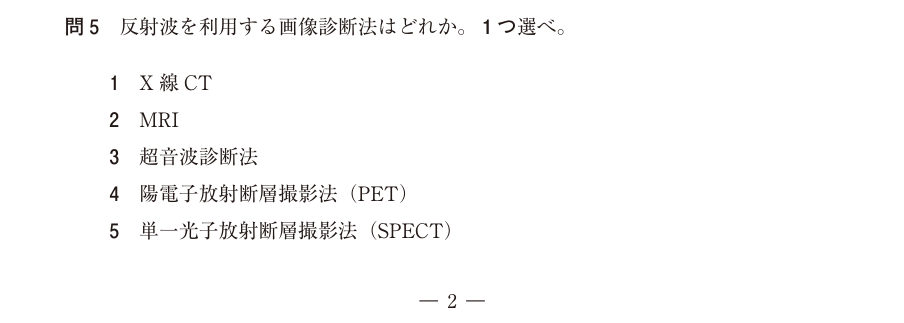 問5 反射波を利用する画像診断法はどれか。1つ選べ。
1 X線CT
2 MRI
3 超音波診断法
4 陽電子放射断層撮影法(PET)
5 単一光子放射断層撮影法(SPECT)
— 2 —